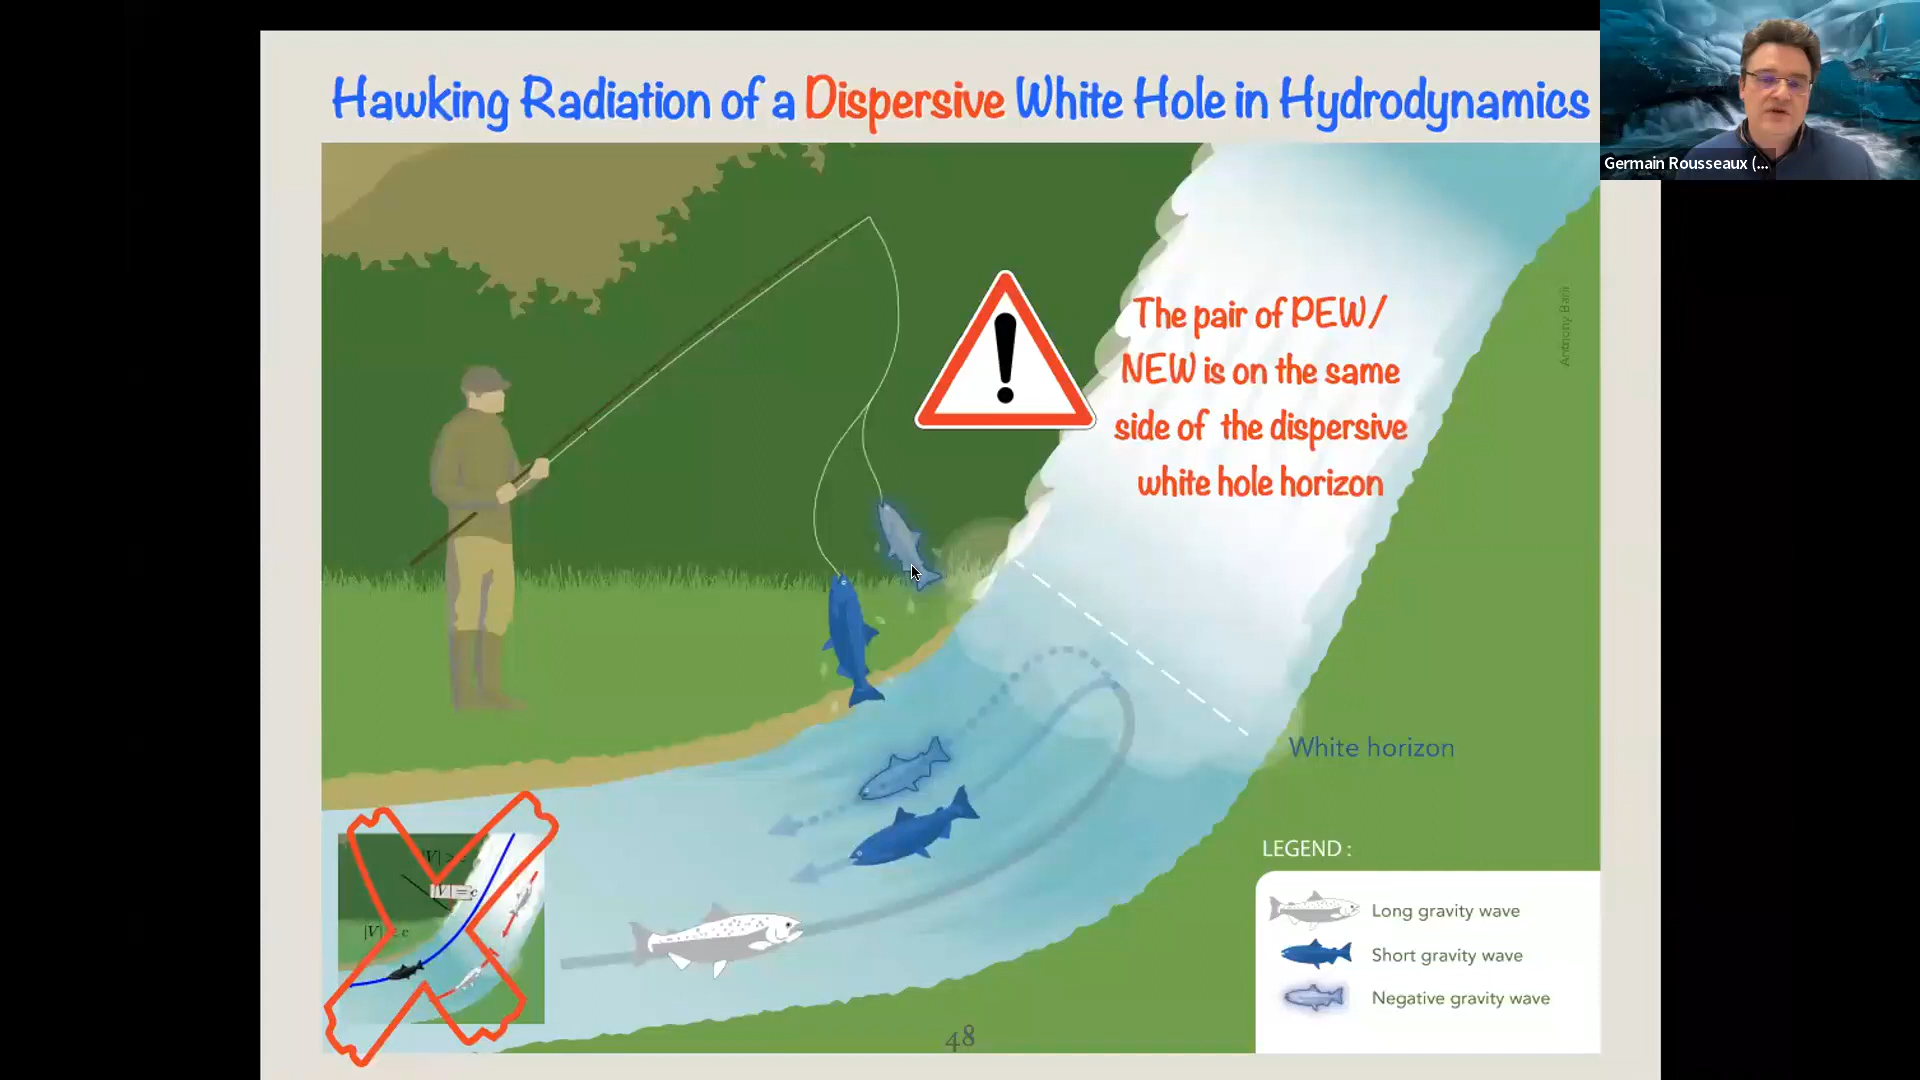 Hawking Radiation of a Dispersive White Hole in Hydrodynamics
Germain Rousseaux (...
The pair of PEW/
NEW is on the same
side of the dispersive
white hole horizon
Anthony Bari
White horizon
|V| > c
|V| = c
LEGEND :
Long gravity wave
Short gravity wave
Negative gravity wave
48